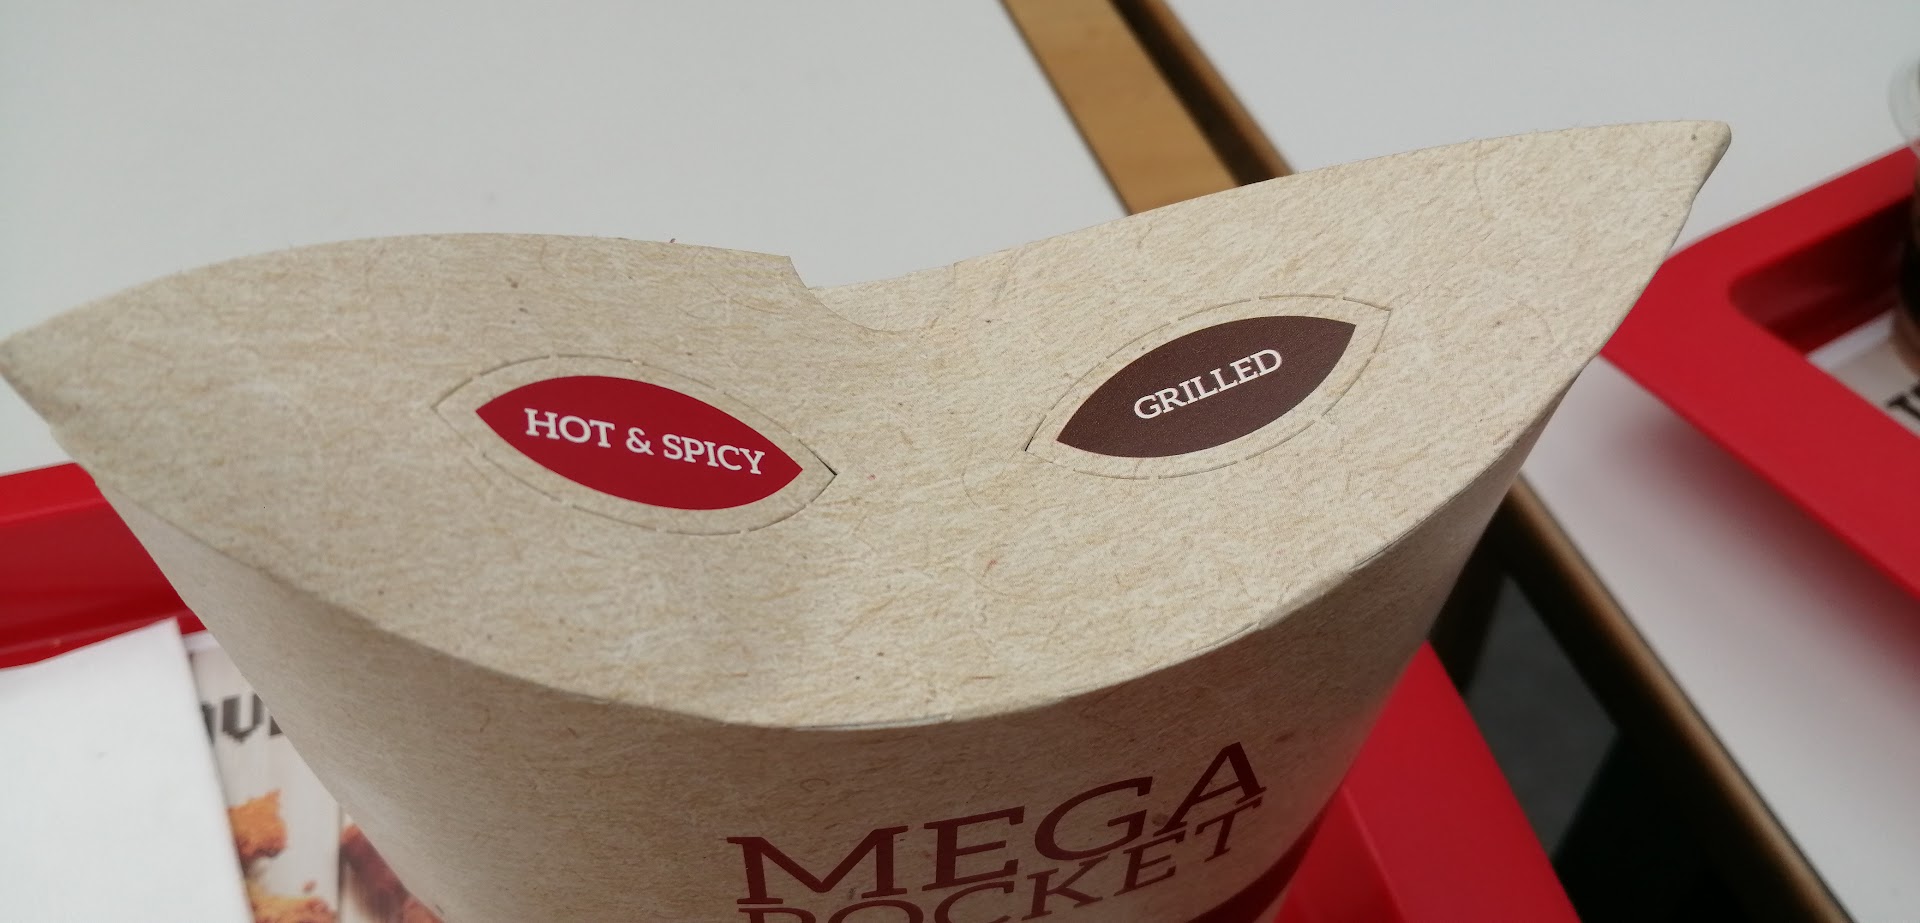 HOT & SPICY
GRILLED
MEGA
POCKET